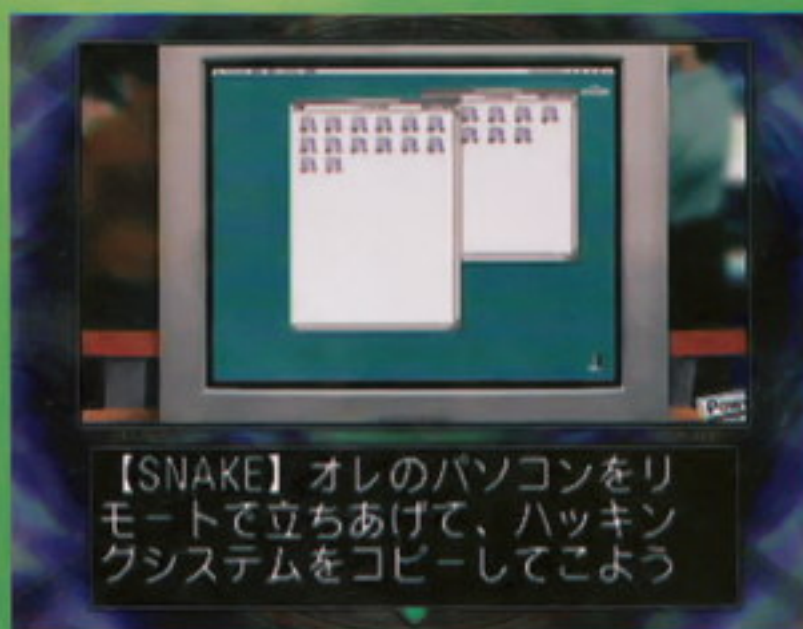 Pow
【SNAKE】オレのパソコンをリ
モートで立ちあげて、ハッキン
グシステムをコピーしてこよう